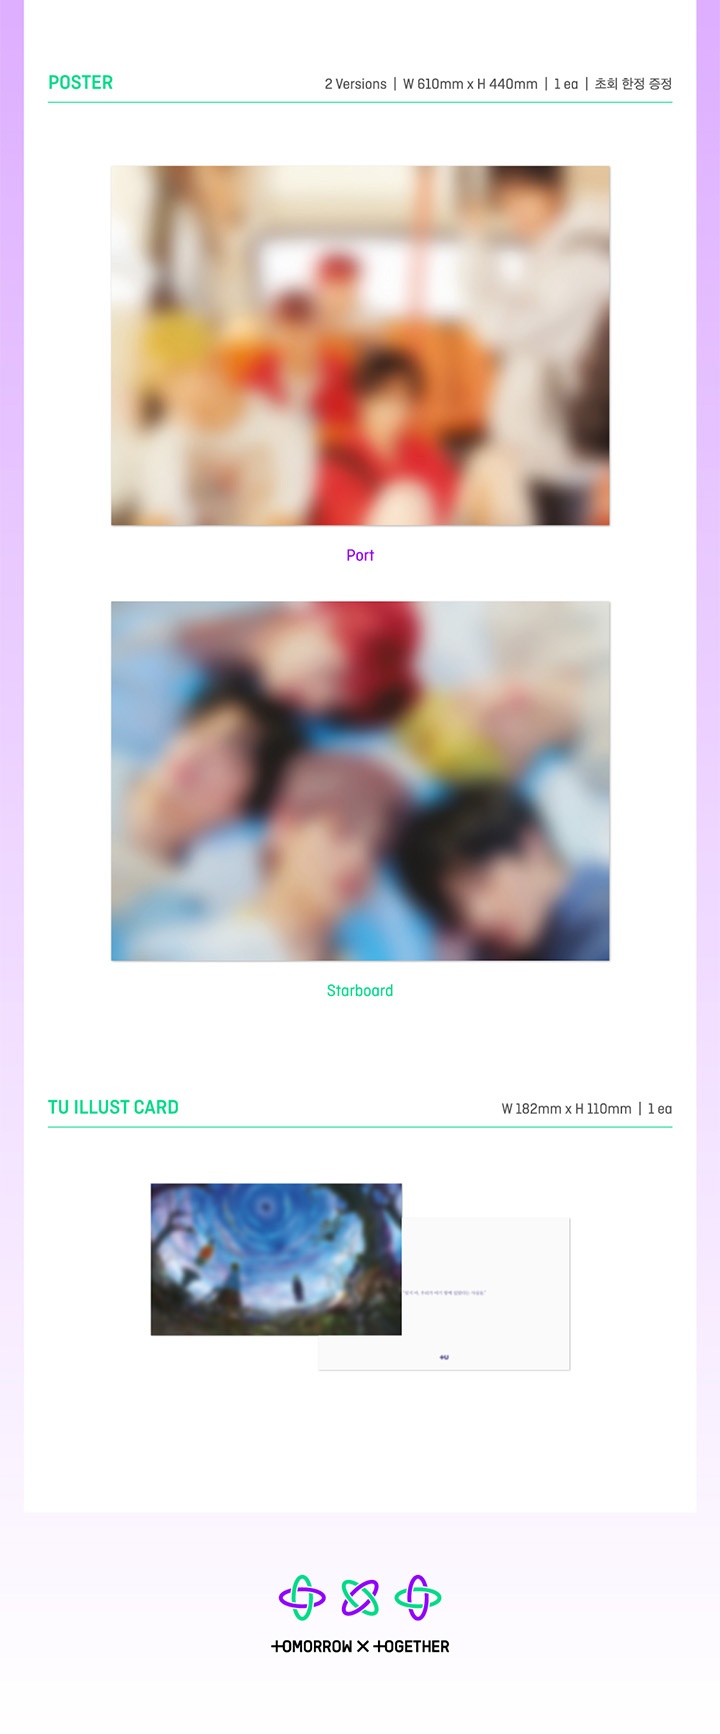 POSTER
2 Versions | W 610mm x H 440mm | 1 ea | 초회 한정 증정
Port
Starboard
TU ILLUST CARD
W 182mm x H 110mm | 1 ea
+U
TOMORROW X TOGETHER